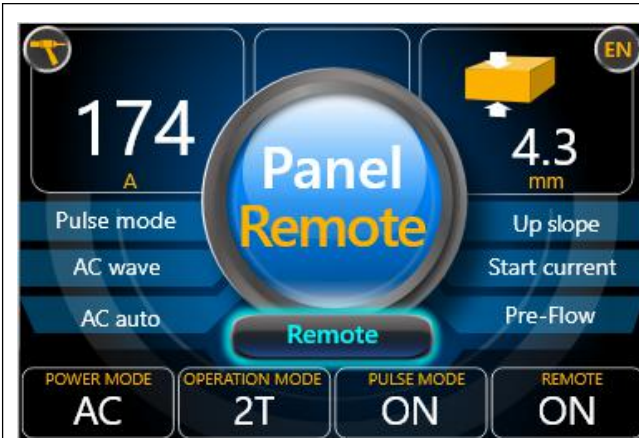 EN
174
A
4.3
mm
Panel
Remote
Pulse mode
AC wave
AC auto
Up slope
Start current
Pre-Flow
Remote
POWER MODE
AC
OPERATION MODE
2T
PULSE MODE
ON
REMOTE
ON